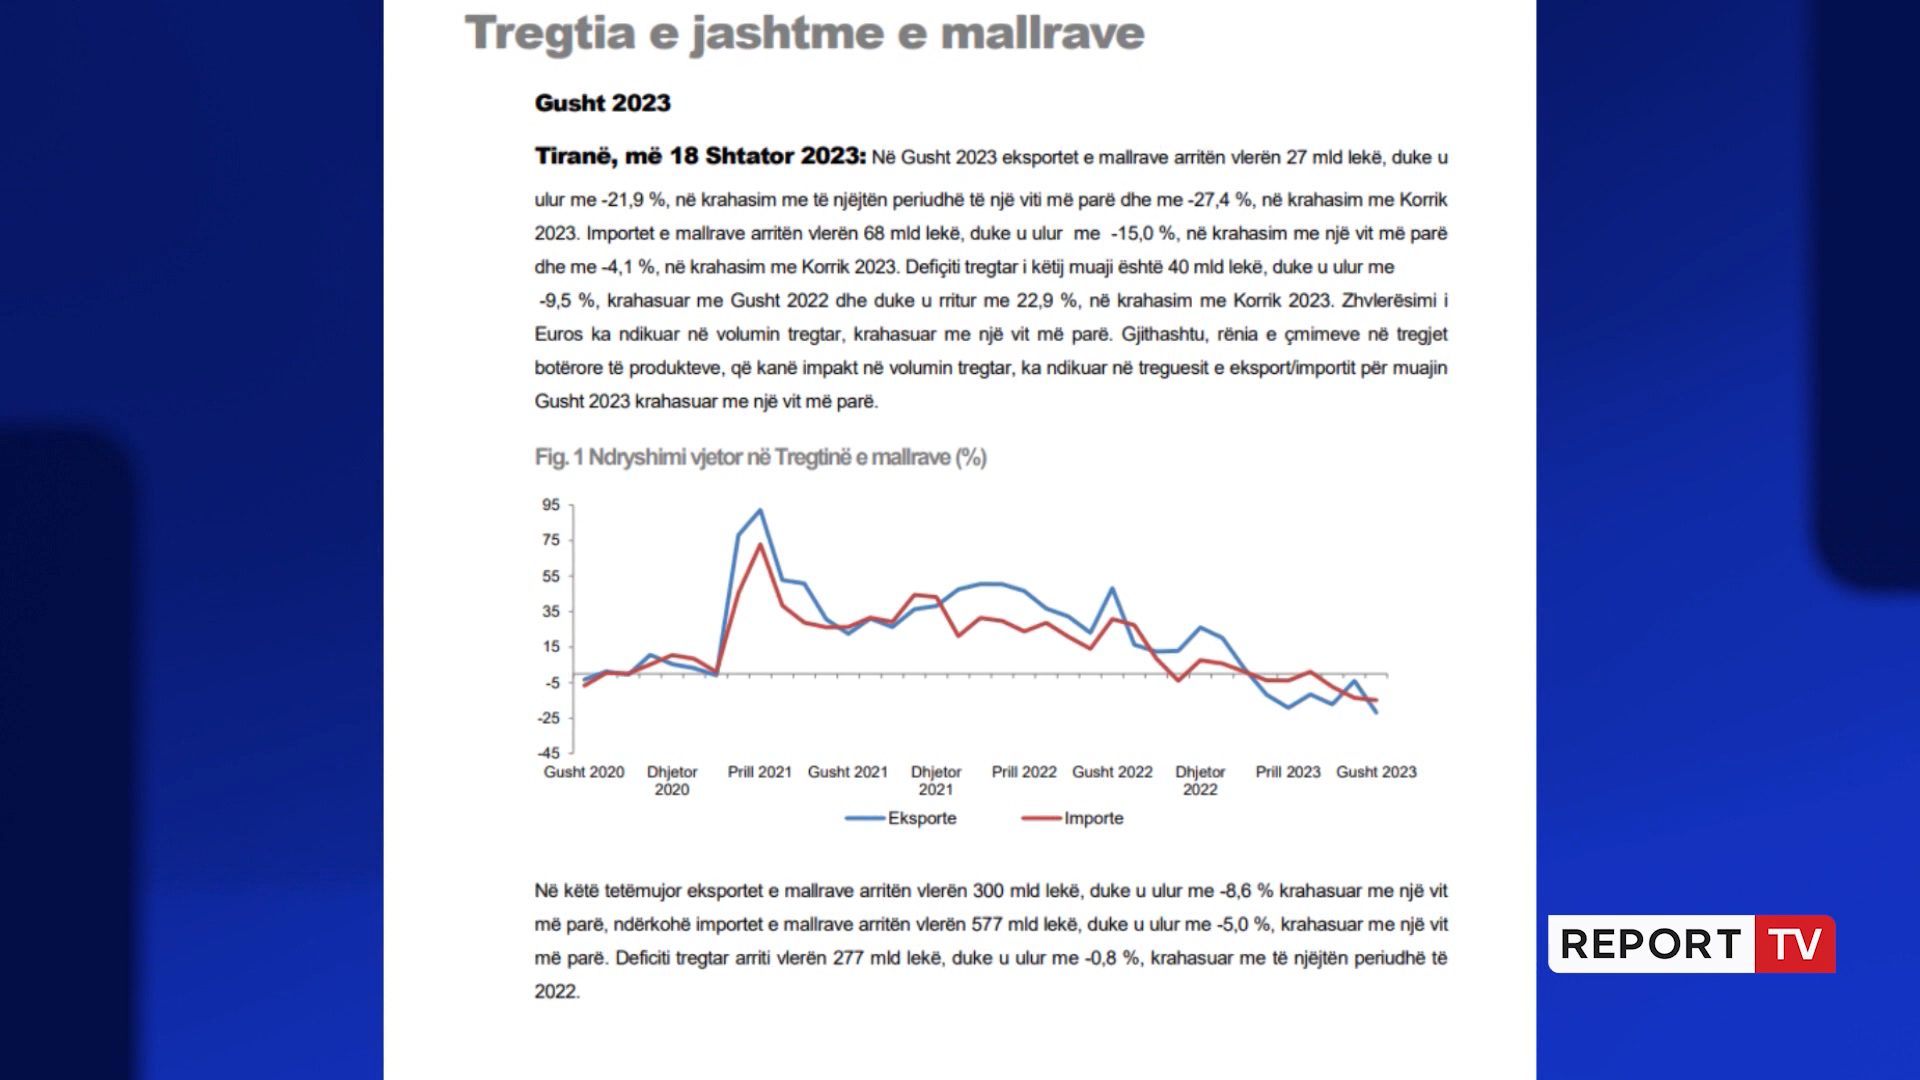 Tregtia e jashtme e mallrave
Gusht 2023
Tiranë, më 18 Shtator 2023: Në Gusht 2023 eksportet e mallrave arritën vlerën 27 mld lekë, duke u
ulur me -21,9 %, në krahasim me të njëjtën periudhë të një viti më parë dhe me -27,4 %, në krahasim me Korrik
2023. Importet e mallrave arritën vlerën 68 mld lekë, duke u ulur me -15,0 %, në krahasim me një vit më parë
dhe me -4,1 %, në krahasim me Korrik 2023. Defiçiti tregtar i këtij muaji është 40 mld lekë, duke u ulur me
-9,5 %, krahasuar me Gusht 2022 dhe duke u rritur me 22,9 %, në krahasim me Korrik 2023. Zhvlerësimi i
Euros ka ndikuar në volumin tregtar, krahasuar me një vit më parë. Gjithashtu, rënia e çmimeve në tregjet
botërore të produkteve, që kanë impakt në volumin tregtar, ka ndikuar në treguesit e eksport/importit për muajin
Gusht 2023 krahasuar me një vit më parë.
Fig. 1 Ndryshimi vjetor në Tregtinë e mallrave (%)
95
75
55
35
15
-5
-25
-45
Gusht 2020 Dhjetor 2020 Prill 2021 Gusht 2021 Dhjetor 2021 Prill 2022 Gusht 2022 Dhjetor 2022 Prill 2023 Gusht 2023
Eksporte Importe
Në këtë tetëmujor eksportet e mallrave arritën vlerën 300 mld lekë, duke u ulur me -8,6 % krahasuar me një vit
më parë, ndërkohë importet e mallrave arritën vlerën 577 mld lekë, duke u ulur me -5,0 %, krahasuar me një vit
më parë. Deficiti tregtar arriti vlerën 277 mld lekë, duke u ulur me -0,8 %, krahasuar me të njëjtën periudhë të
2022.
REPORT TV